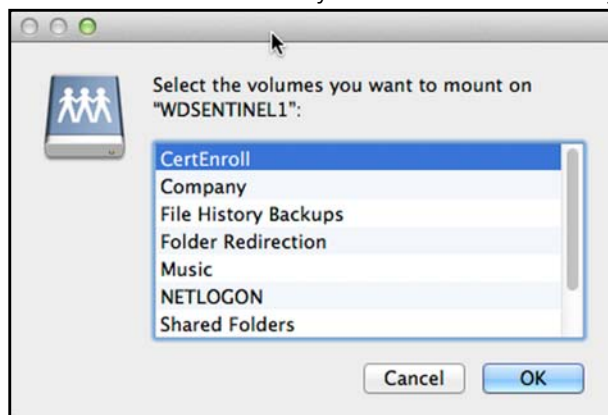 Select the volumes you want to mount on
"WDSENTINEL1":
CertEnroll
Company
File History Backups
Folder Redirection
Music
NETLOGON
Shared Folders
Cancel
OK